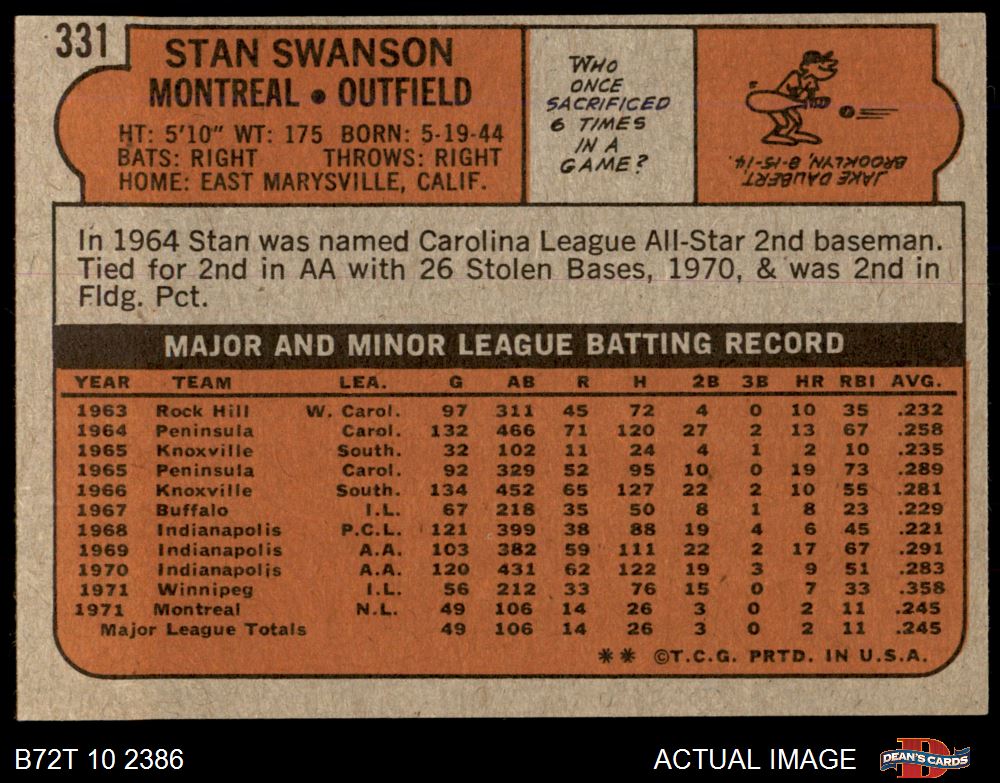 331
STAN SWANSON
MONTREAL • OUTFIELD
HT: 5'10" WT: 175 BORN: 5-19-44
BATS: RIGHT THROWS: RIGHT
HOME: EAST MARYSVILLE, CALIF.
WHO
ONCE
SACRIFICED
6 TIMES
IN A
GAME?
JAKE DAUBERT,
BROOKLYN, 8-15-14.
In 1964 Stan was named Carolina League All-Star 2nd baseman.
Tied for 2nd in AA with 26 Stolen Bases, 1970, & was 2nd in
Fldg. Pct.
MAJOR AND MINOR LEAGUE BATTING RECORD
YEAR TEAM LEA. G AB R H 2B 3B HR RBI AVG.
1963 Rock Hill W. Carol. 97 311 45 72 4 0 10 35 .232
1964 Peninsula Carol. 132 466 71 120 27 2 13 67 .258
1965 Knoxville South. 32 102 11 24 4 1 2 10 .235
1965 Peninsula Carol. 92 329 52 95 10 0 19 73 .289
1966 Knoxville South. 134 452 65 127 22 2 10 55 .281
1967 Buffalo I.L. 67 218 35 50 8 1 8 23 .229
1968 Indianapolis P.C.L. 121 399 38 88 19 4 6 45 .221
1969 Indianapolis A.A. 103 382 59 111 22 2 17 67 .291
1970 Indianapolis A.A. 120 431 62 122 19 3 9 51 .283
1971 Winnipeg I.L. 56 212 33 76 15 0 7 33 .358
1971 Montreal N.L. 49 106 14 26 3 0 2 11 .245
Major League Totals 49 106 14 26 3 0 2 11 .245
** ©T.C.G. PRTD. IN U.S.A.
B72T 10 2386
ACTUAL IMAGE
DEAN'S CARDS